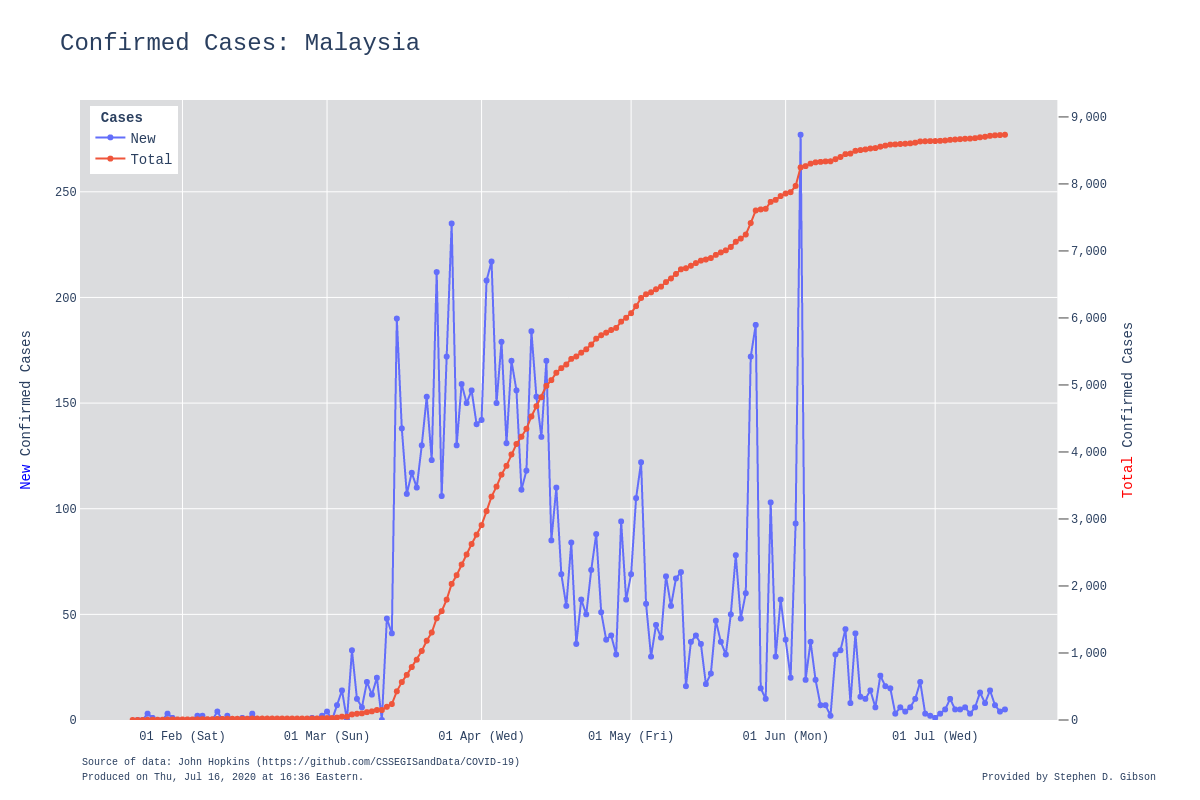 Confirmed Cases: Malaysia
Cases
New
Total
250
200
150
100
50
0
9,000
8,000
7,000
6,000
5,000
4,000
3,000
2,000
1,000
0
New Confirmed Cases
Total Confirmed Cases
01 Feb (Sat)
01 Mar (Sun)
01 Apr (Wed)
01 May (Fri)
01 Jun (Mon)
01 Jul (Wed)
Source of data: John Hopkins (https://github.com/CSSEGISandData/COVID-19)
Produced on Thu, Jul 16, 2020 at 16:36 Eastern.
Provided by Stephen D. Gibson